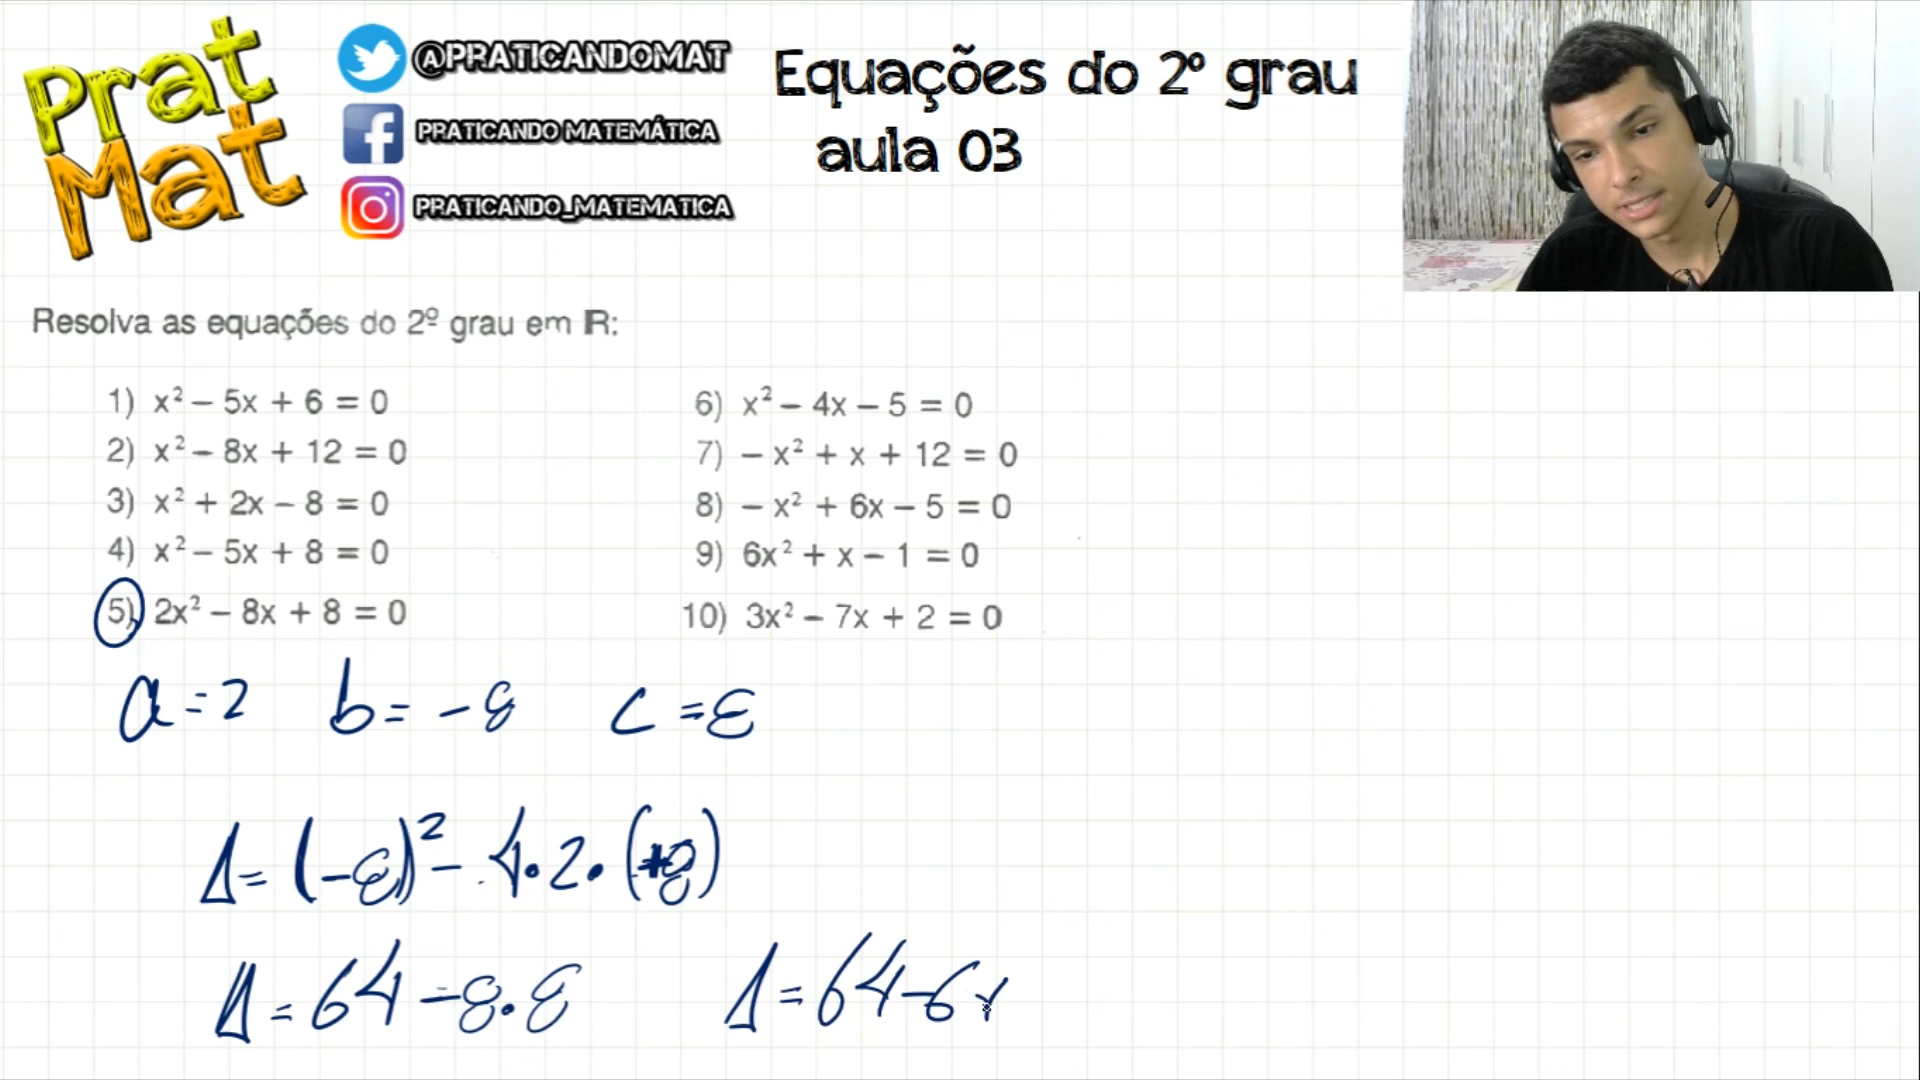 Prat
Mat
@PRATICANDOMAT
PRATICANDO MATEMÁTICA
PRATICANDO_MATEMATICA
Equações do 2º grau
aula 03
Resolva as equações do 2º grau em ℝ:
1) x² – 5x + 6 = 0
2) x² – 8x + 12 = 0
3) x² + 2x – 8 = 0
4) x² – 5x + 8 = 0
5) 2x² – 8x + 8 = 0
6) x² – 4x – 5 = 0
7) – x² + x + 12 = 0
8) – x² + 6x – 5 = 0
9) 6x² + x – 1 = 0
10) 3x² – 7x + 2 = 0
a = 2 b = -8 c = 8
Δ = (-8)² - 4 • 2 • (+8)
Δ = 64 - 8 • 8 Δ = 64 - 6